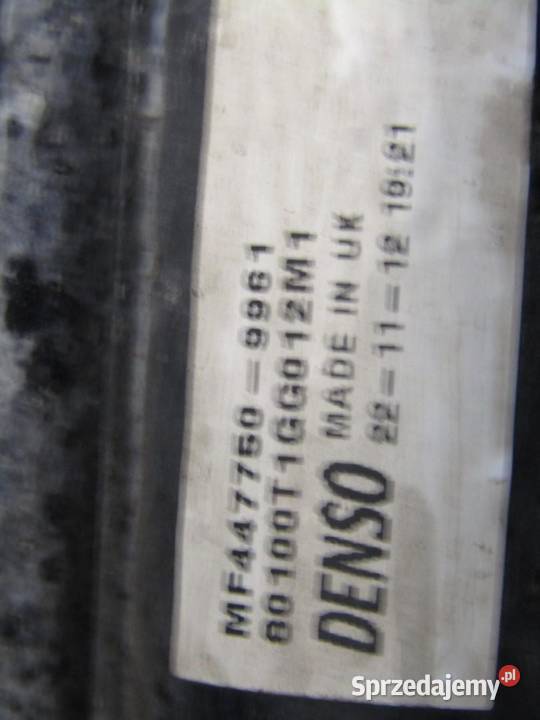 MF447750-9961
80100T1GG012M1
DENSO MADE IN UK
22-11-12 19:21
Sprzedajemy.pl